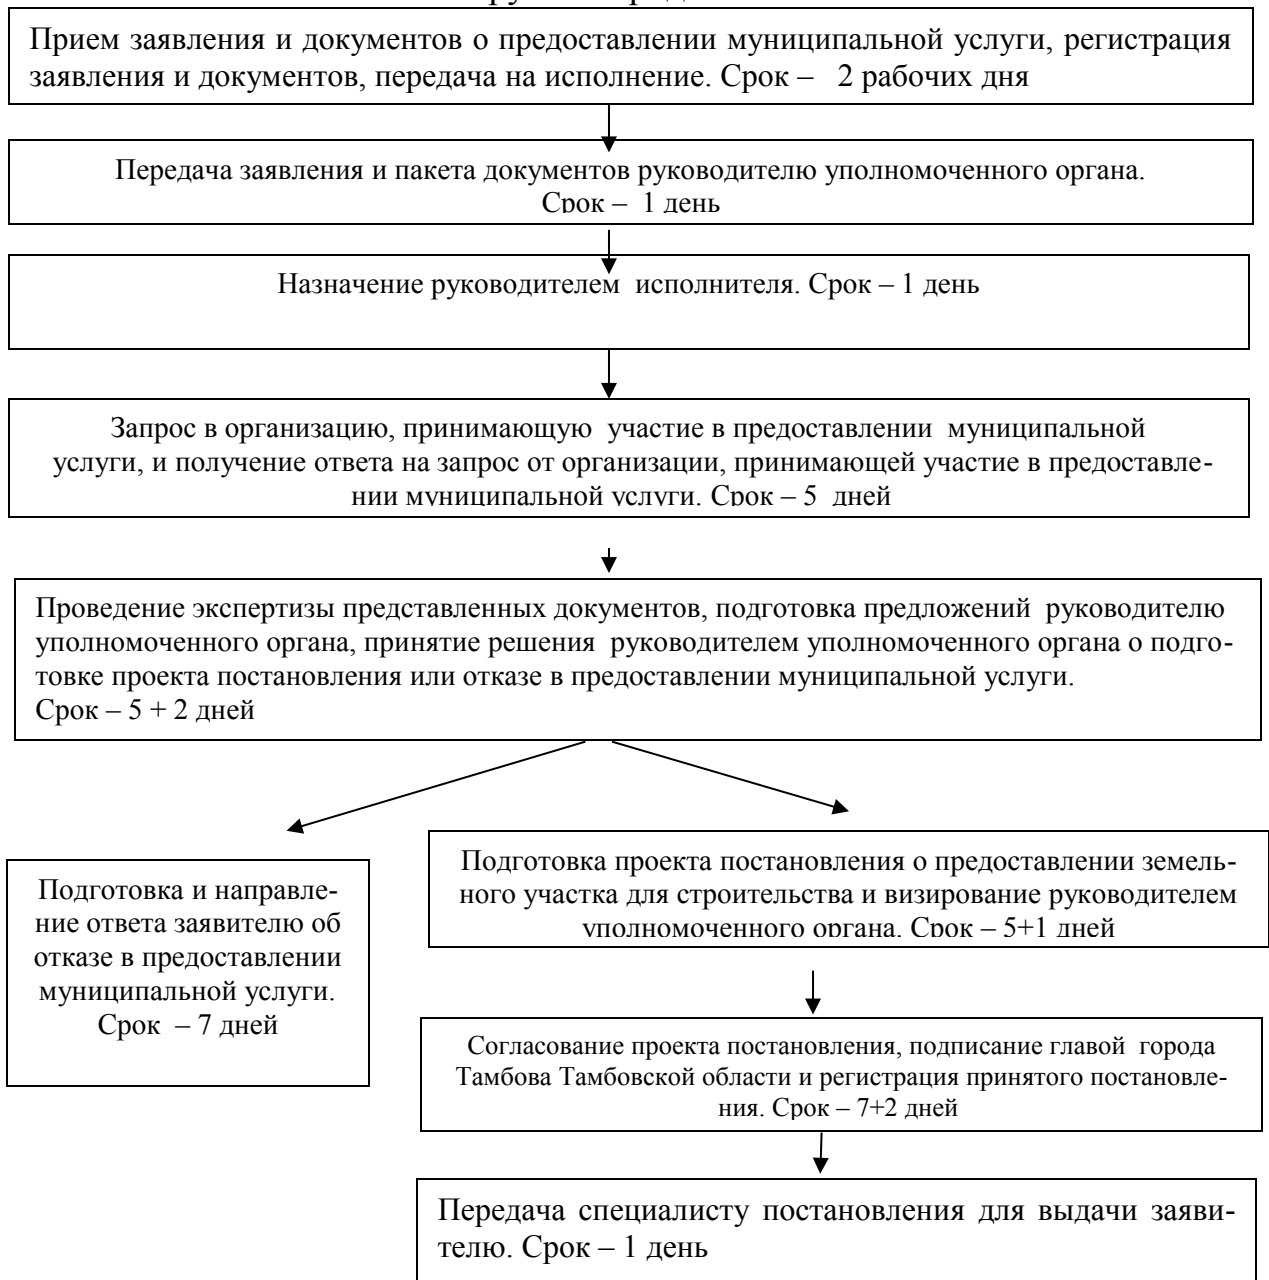 Прием заявления и документов о предоставлении муниципальной услуги, регистрация
заявления и документов, передача на исполнение. Срок – 2 рабочих дня
Передача заявления и пакета документов руководителю уполномоченного органа.
Срок – 1 день
Назначение руководителем исполнителя. Срок – 1 день
Запрос в организацию, принимающую участие в предоставлении муниципальной
услуги, и получение ответа на запрос от организации, принимающей участие в предоставле-
нии муниципальной услуги. Срок – 5 дней
Проведение экспертизы представленных документов, подготовка предложений руководителю
уполномоченного органа, принятие решения руководителем уполномоченного органа о подго-
товке проекта постановления или отказе в предоставлении муниципальной услуги.
Срок – 5 + 2 дней
Подготовка и направле-
ние ответа заявителю об
отказе в предоставлении
муниципальной услуги.
Срок – 7 дней
Подготовка проекта постановления о предоставлении земель-
ного участка для строительства и визирование руководителем
уполномоченного органа. Срок – 5+1 дней
Согласование проекта постановления, подписание главой города
Тамбова Тамбовской области и регистрация принятого постановле-
ния. Срок – 7+2 дней
Передача специалисту постановления для выдачи заяви-
телю. Срок – 1 день